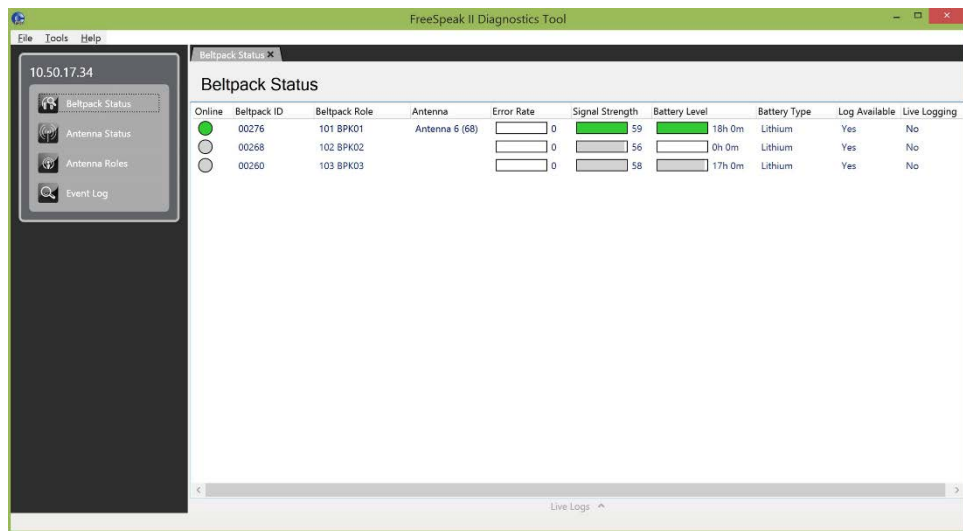 FreeSpeak II Diagnostics Tool
File Tools Help
10.50.17.34
Beltpack Status
Antenna Status
Antenna Roles
Event Log
Beltpack Status ✕
Beltpack Status
Online Beltpack ID Beltpack Role Antenna Error Rate Signal Strength Battery Level Battery Type Log Available Live Logging
00276 101 BPK01 Antenna 6 (68) 0 59 18h 0m Lithium Yes No
00268 102 BPK02 0 56 0h 0m Lithium Yes No
00260 103 BPK03 0 58 17h 0m Lithium Yes No
Live Logs